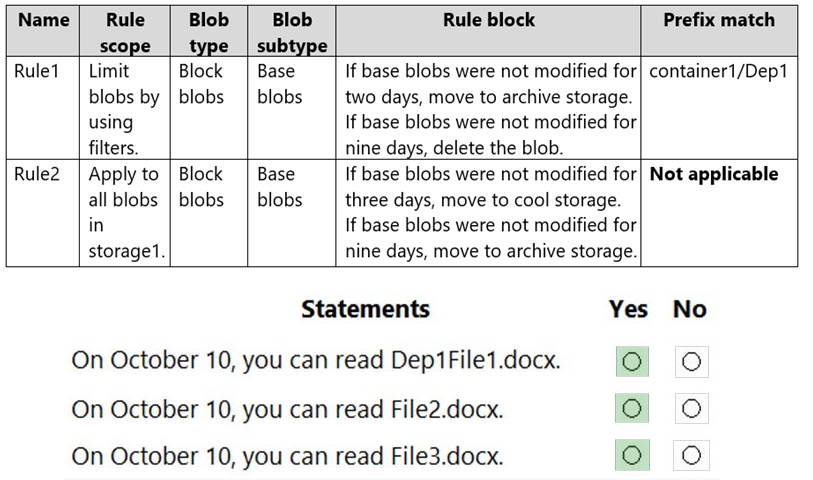 Name Rule scope Blob type Blob subtype Rule block Prefix match
Rule1 Limit blobs by using filters. Block blobs Base blobs If base blobs were not modified for two days, move to archive storage. If base blobs were not modified for nine days, delete the blob. container1/Dep1
Rule2 Apply to all blobs in storage1. Block blobs Base blobs If base blobs were not modified for three days, move to cool storage. If base blobs were not modified for nine days, move to archive storage. Not applicable
Statements Yes No
On October 10, you can read Dep1File1.docx.
On October 10, you can read File2.docx.
On October 10, you can read File3.docx.